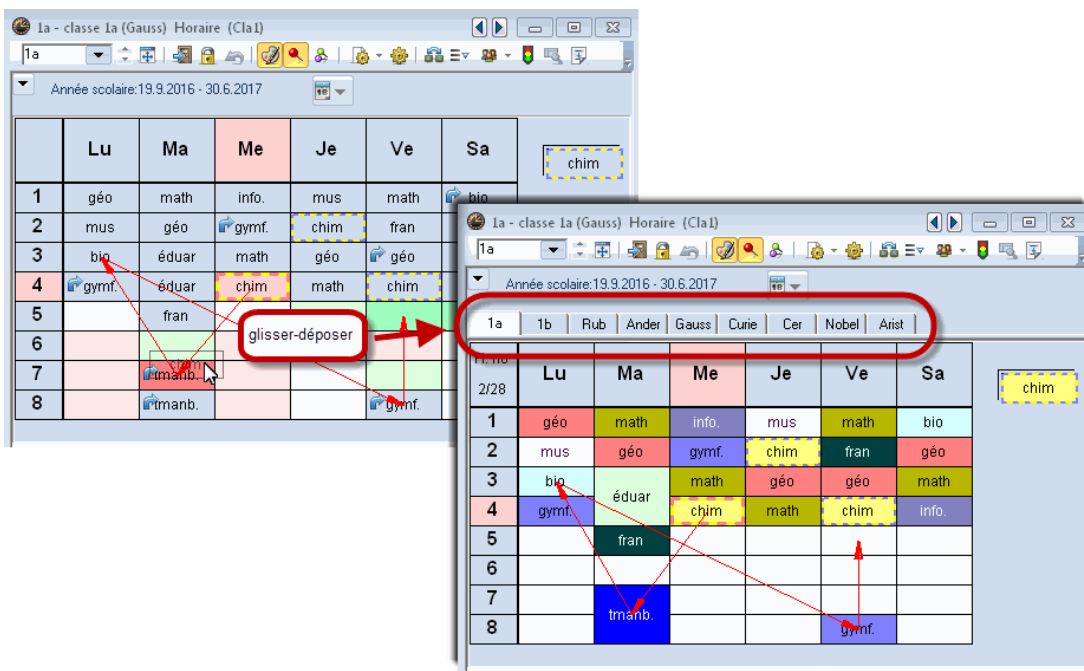 1a - classe 1a (Gauss) Horaire (Cla1)
1a
Année scolaire:19.9.2016 - 30.6.2017
Lu Ma Me Je Ve Sa
chim
1 géo math info. mus math bio
2 mus géo gymf. chim fran
3 bio éduar math géo géo
4 gymf. éduar chim math chim
5 fran
6
chim
7 tmanb.
8 tmanb. gymf.
glisser-déposer
1a - classe 1a (Gauss) Horaire (Cla1)
1a
Année scolaire:19.9.2016 - 30.6.2017
1a 1b Rub Ander Gauss Curie Cer Nobel Arist
2/28 Lu Ma Me Je Ve Sa
chim
1 géo math info. mus math bio
2 mus géo gymf. chim fran géo
3 bio éduar math géo géo math
4 gymf. chim math chim info.
5 fran
6
7 tmanb.
8 gymf.